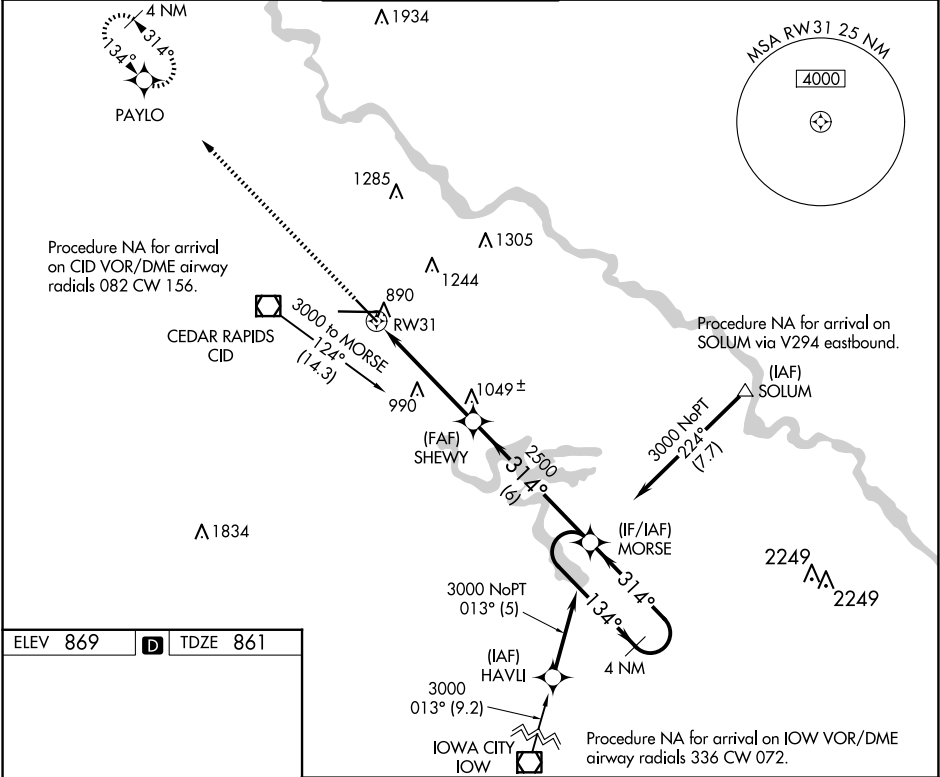 4 NM
314°
134°
PAYLO
1934
MSA RW31 25 NM
4000
1285
1305
1244
Procedure NA for arrival
on CID VOR/DME airway
radials 082 CW 156.
CEDAR RAPIDS
CID
3000 to MORSE
124°
(14.3)
890
RW31
Procedure NA for arrival on
SOLUM via V294 eastbound.
(IAF)
SOLUM
3000 NoPT
224°
(7.7)
990
1049±
(FAF)
SHEWY
2500
314°
(6)
1834
(IF/IAF)
MORSE
2249
2249
314°
134°
4 NM
3000 NoPT
013° (5)
(IAF)
HAVLI
3000
013° (9.2)
IOWA CITY
IOW
Procedure NA for arrival on IOW VOR/DME
airway radials 336 CW 072.
ELEV 869 D TDZE 861